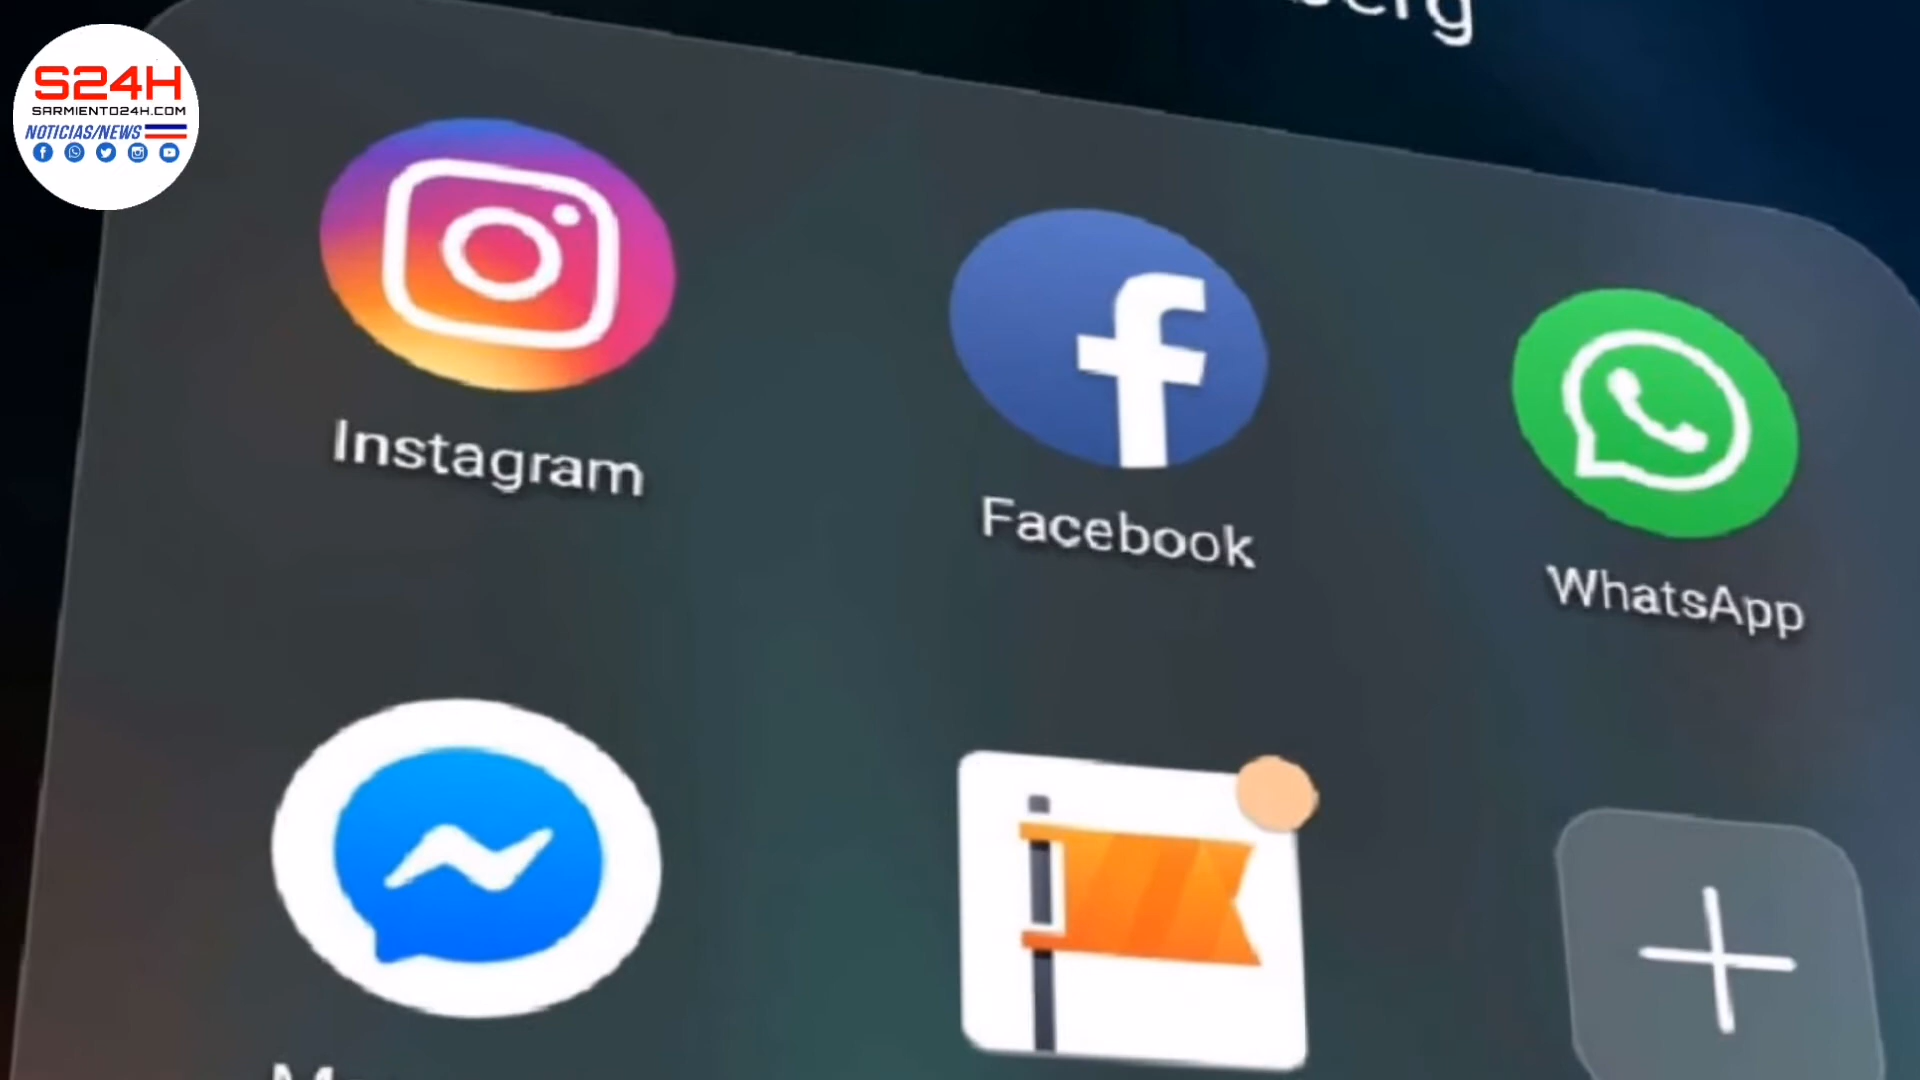 S24H
SARMIENTO24H.COM
NOTICIAS/NEWS
Instagram
Facebook
WhatsApp